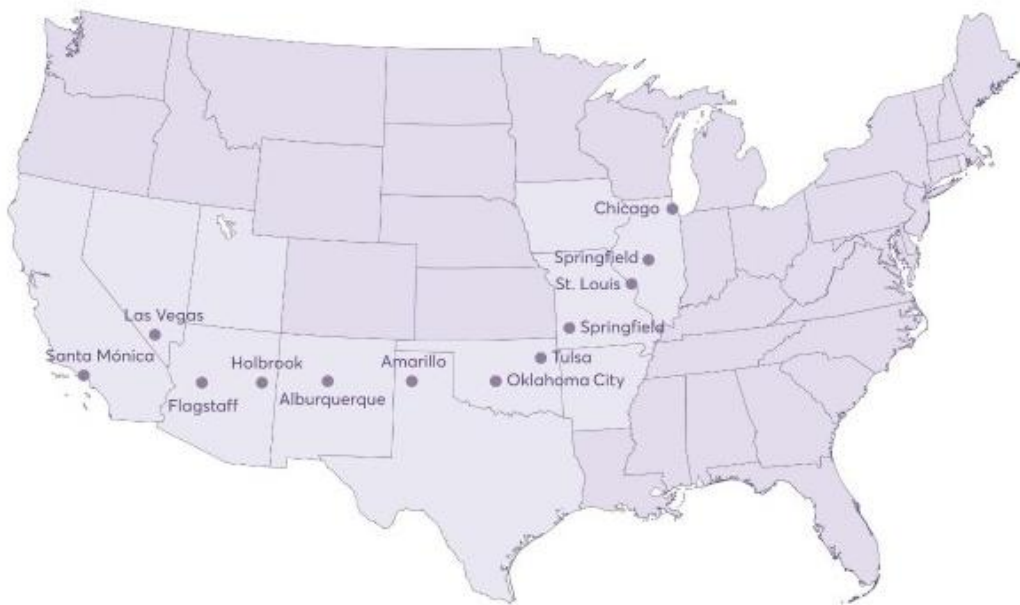 Chicago
Springfield
St. Louis
Las Vegas
Springfield
Santa Mónica
Holbrook
Amarillo
Tulsa
Oklahoma City
Flagstaff
Alburquerque